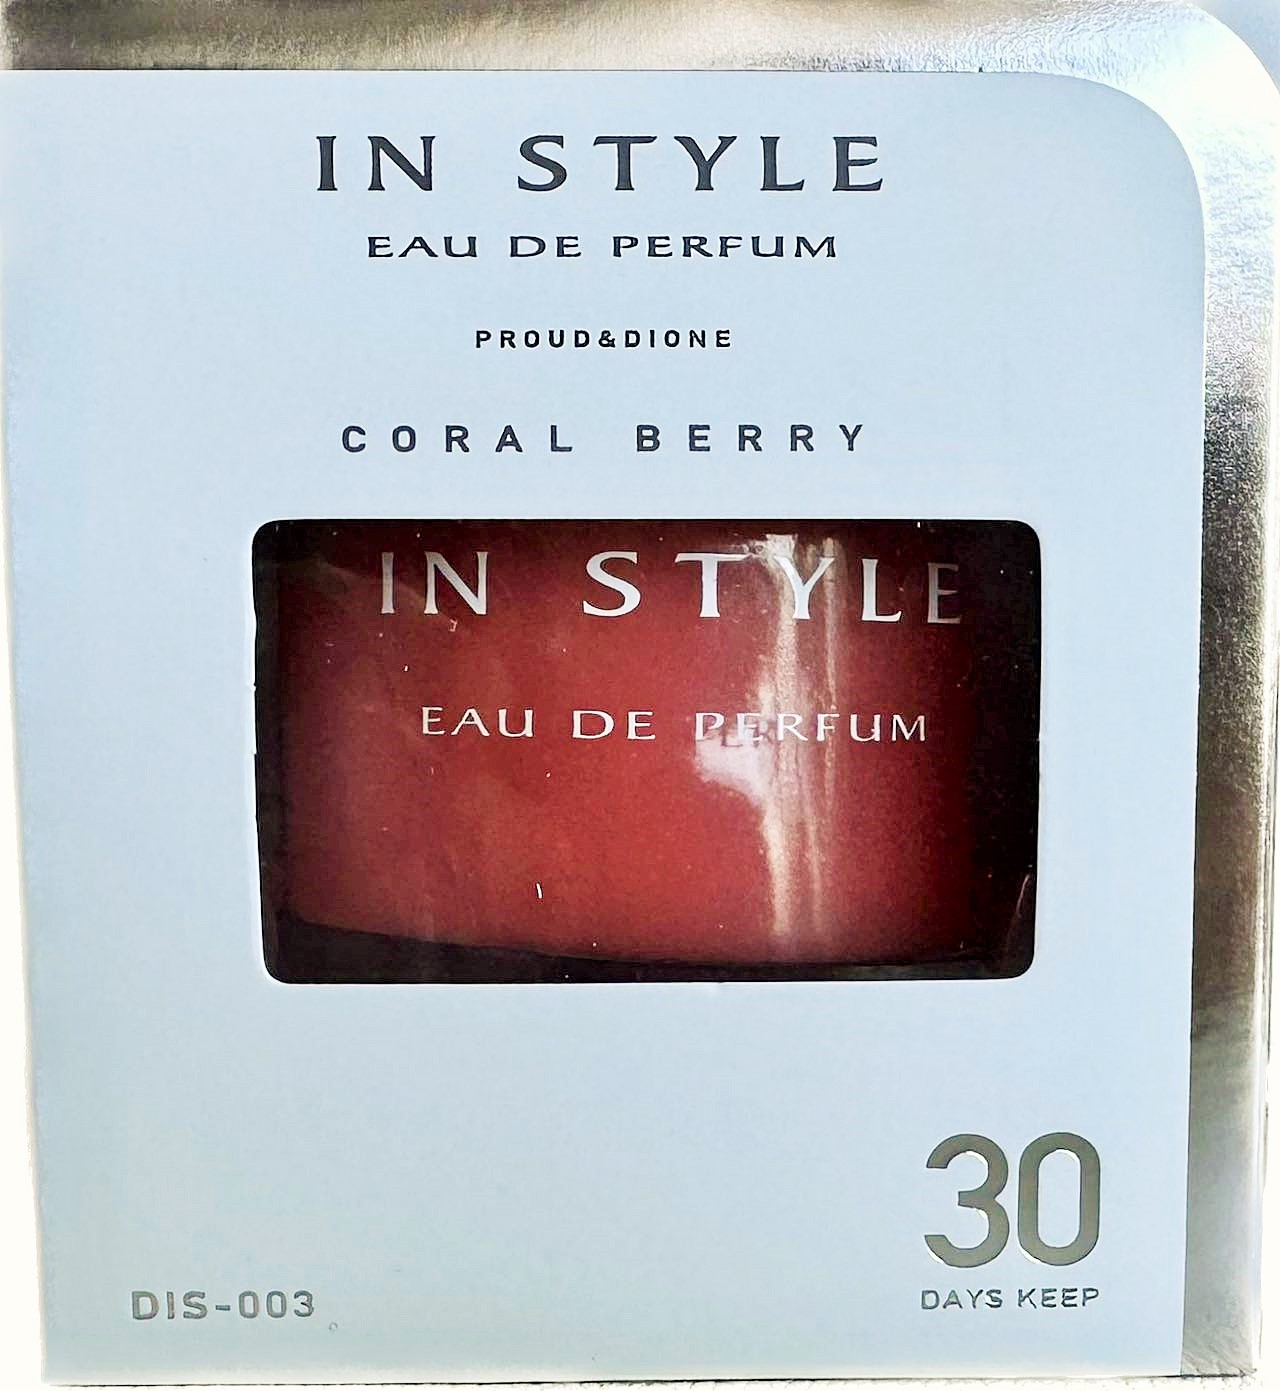 IN STYLE
EAU DE PERFUM
PROUD&DIONE
CORAL BERRY
IN STYLE
EAU DE PERFUM
30
DAYS KEEP
DIS-003